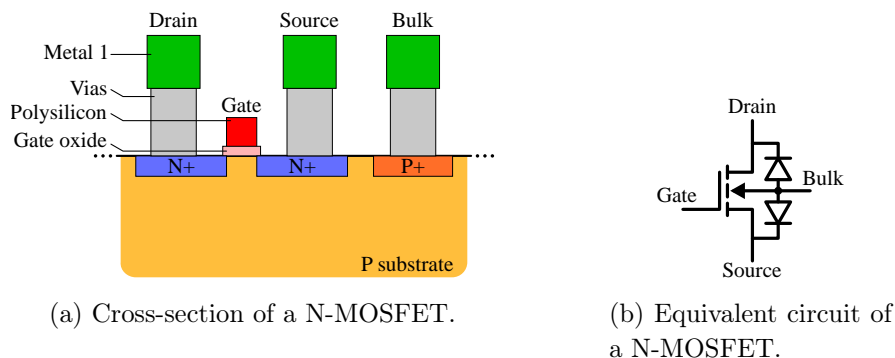 Drain
Source
Bulk
Metal 1
Vias
Polysilicon
Gate
Gate oxide
N+
N+
P+
P substrate
(a) Cross-section of a N-MOSFET.
Drain
Gate
Bulk
Source
(b) Equivalent circuit of
a N-MOSFET.